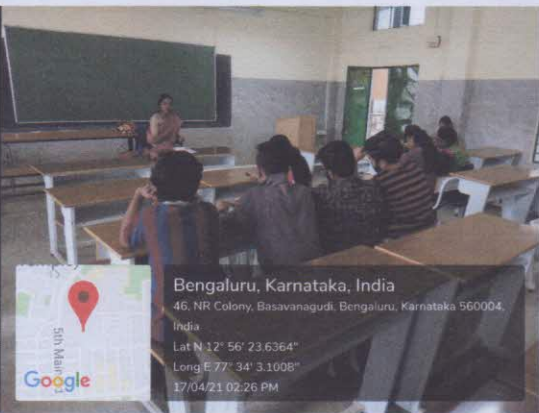 Bengaluru, Karnataka, India
46, NR Colony, Basavanagudi, Bengaluru, Karnataka 560004,
India
Lat N 12° 56' 23.6364"
Long E 77° 34' 3.1008"
17/04/21 02:26 PM
5th Main
Google